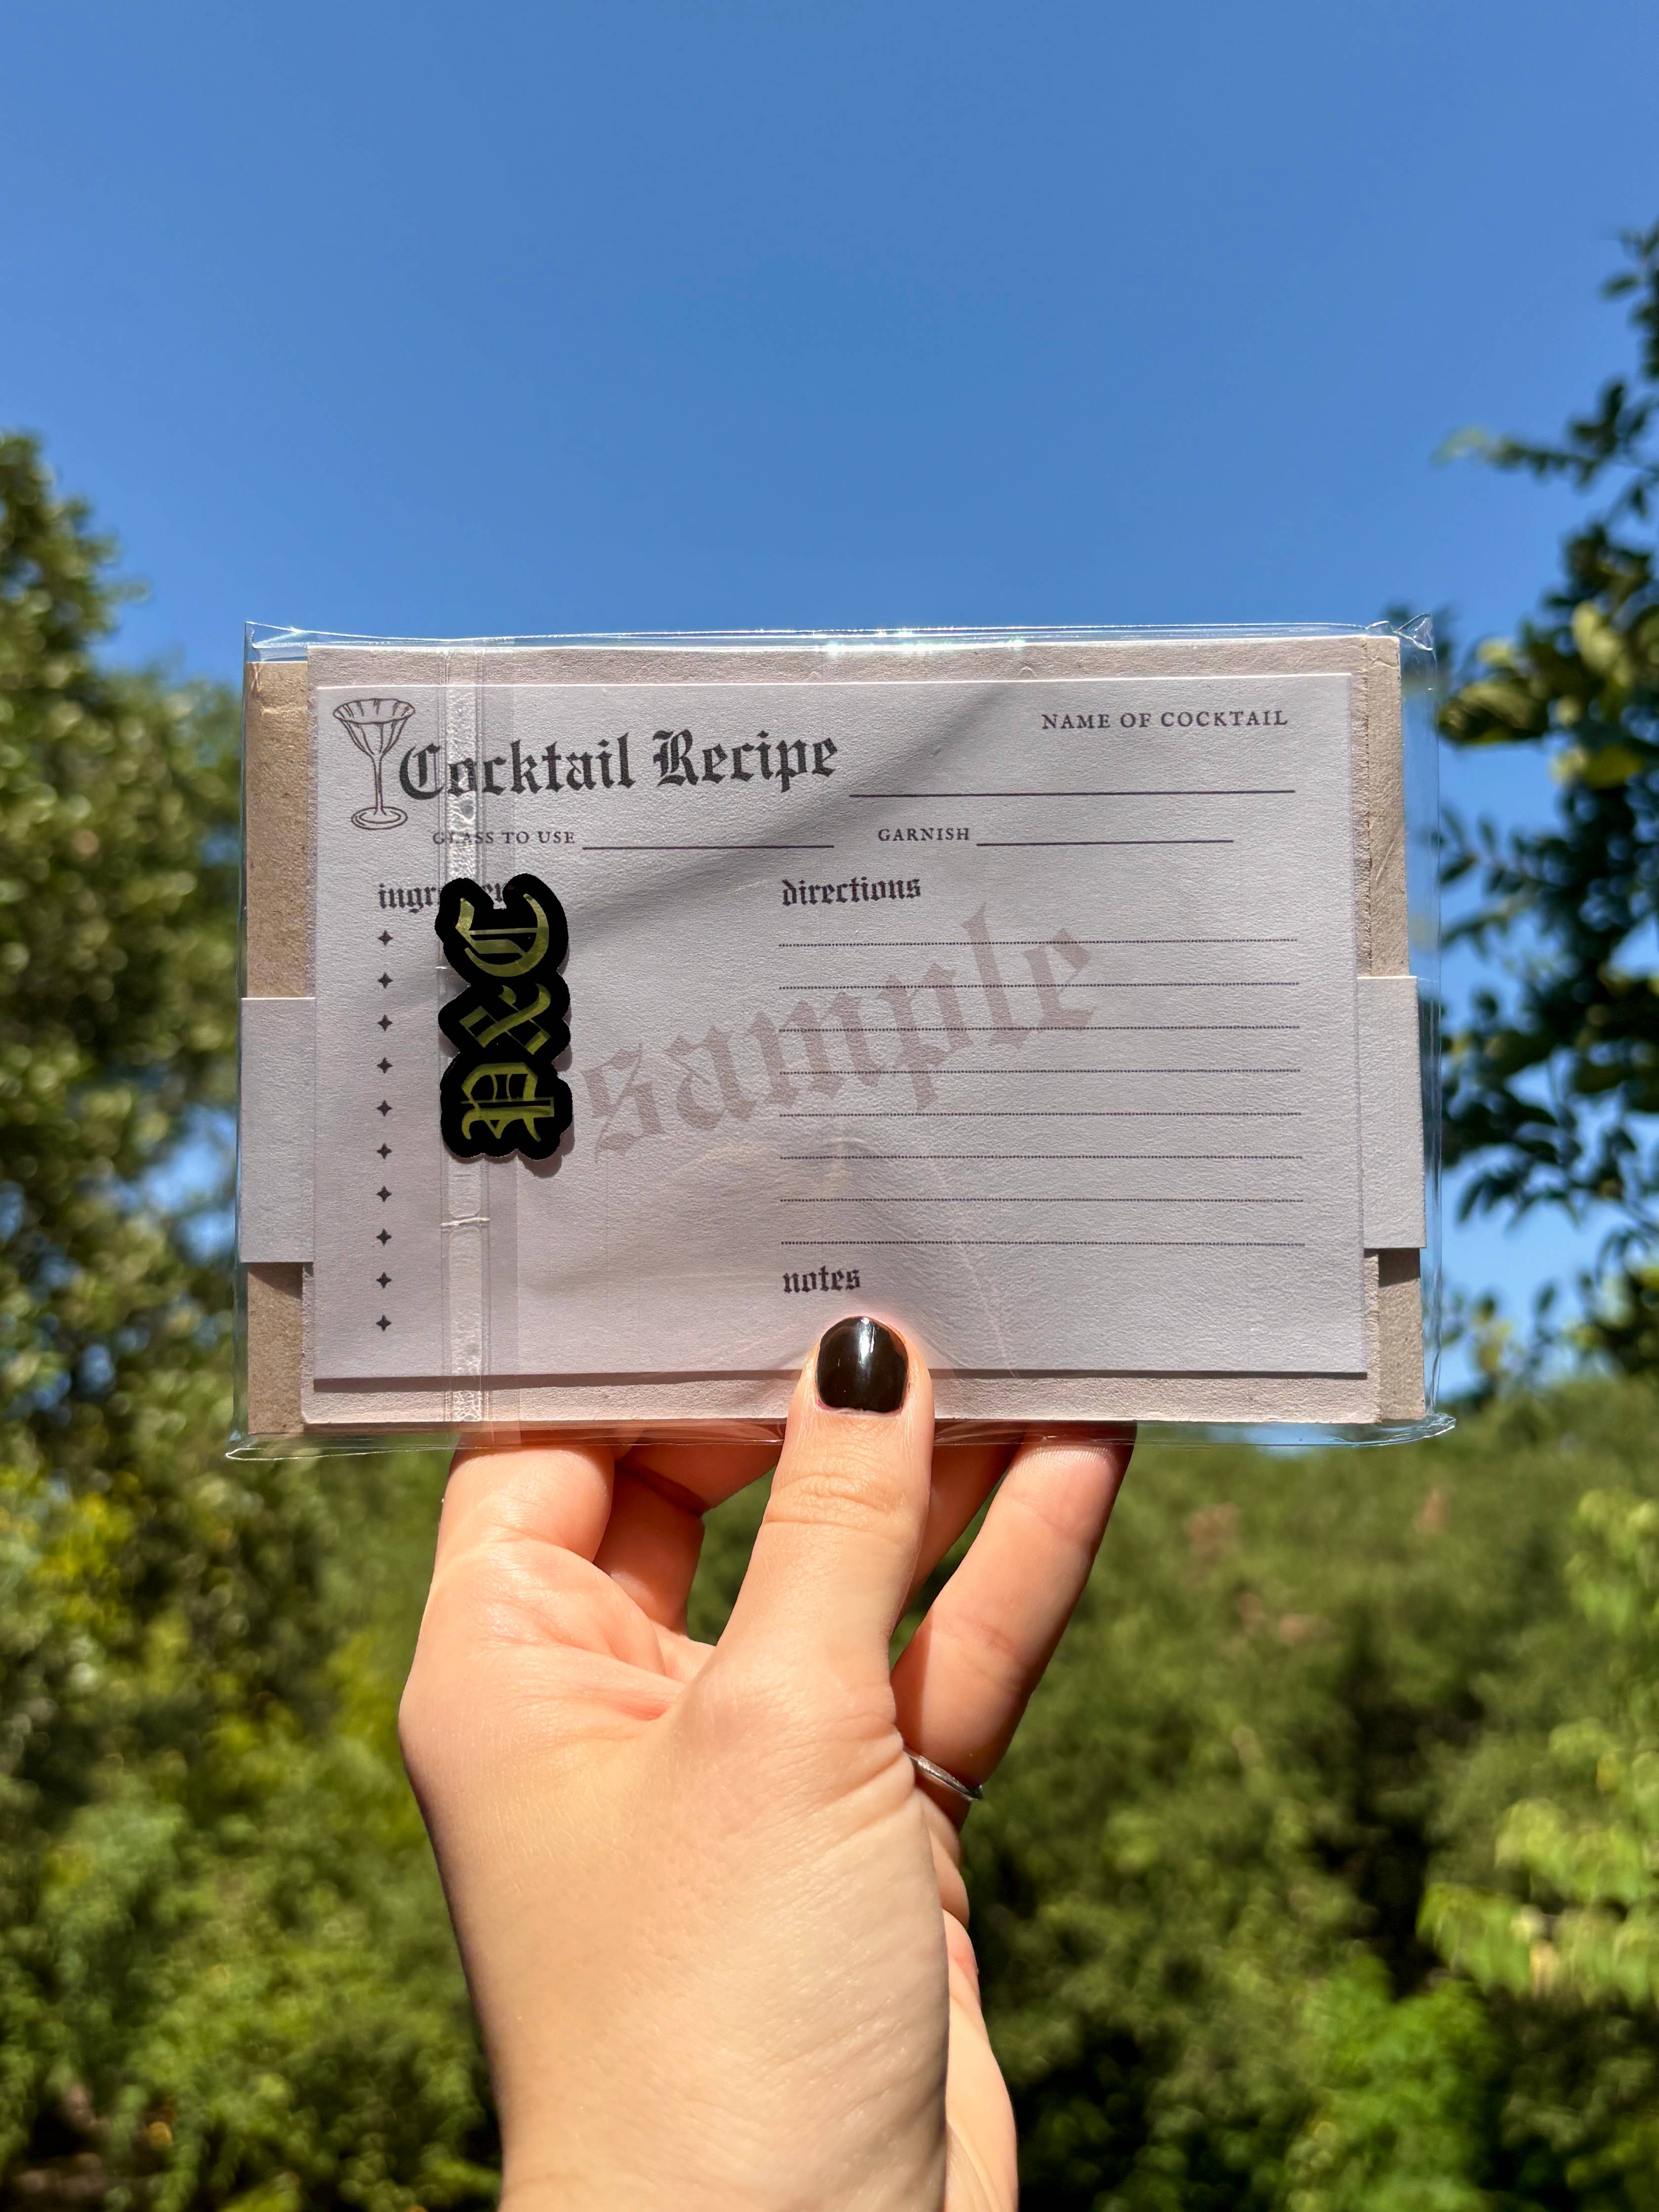 Cocktail Recipe
NAME OF COCKTAIL
GLASS TO USE
GARNISH
directions
P&C
sample
notes